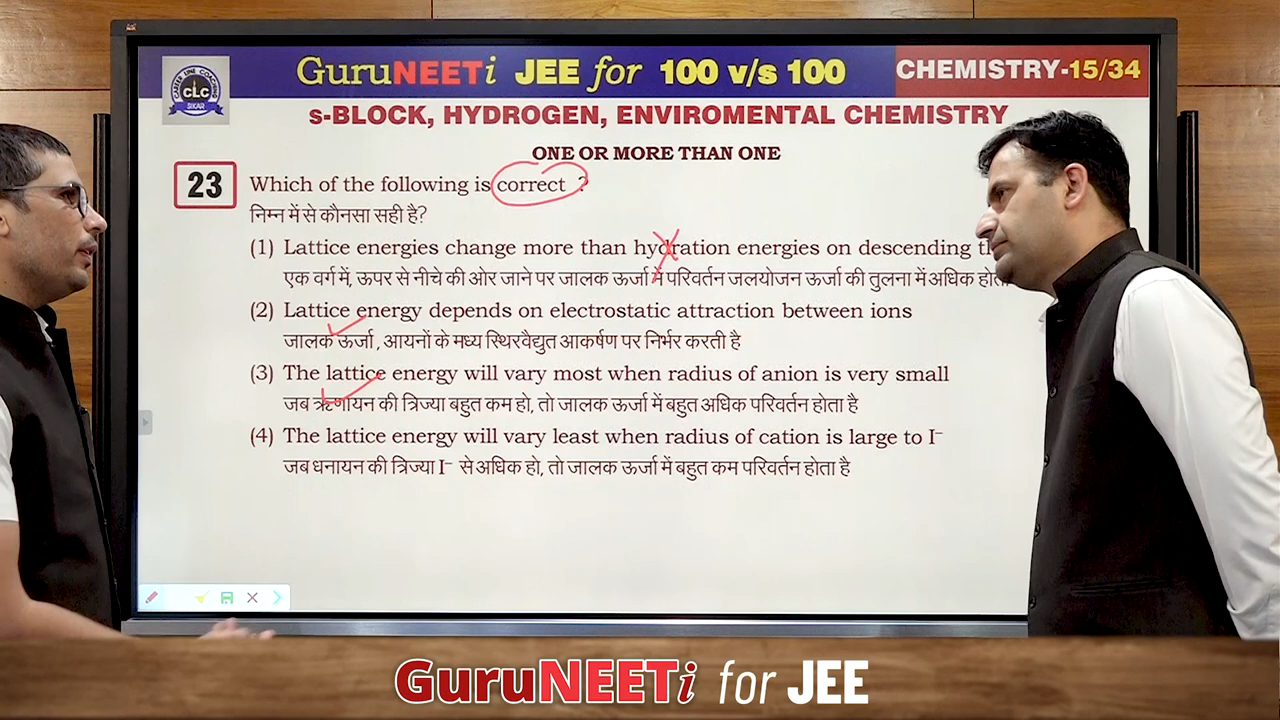 GuruNEETi JEE for 100 v/s 100
CHEMISTRY-15/34
CAREER LINE COACHING
CLC
SIKAR
s-BLOCK, HYDROGEN, ENVIROMENTAL CHEMISTRY
ONE OR MORE THAN ONE
23
Which of the following is correct ?
निम्न में से कौनसा सही है?
(1) Lattice energies change more than hydration energies on descending
एक वर्ग में, ऊपर से नीचे की ओर जाने पर जालक ऊर्जा में परिवर्तन जलयोजन ऊर्जा की तुलना में अधिक
(2) Lattice energy depends on electrostatic attraction between ions
जालक ऊर्जा, आयनों के मध्य स्थिरवैद्युत आकर्षण पर निर्भर करती है
(3) The lattice energy will vary most when radius of anion is very small
जब ऋणायन की त्रिज्या बहुत कम हो, तो जालक ऊर्जा में बहुत अधिक परिवर्तन होता है
(4) The lattice energy will vary least when radius of cation is large to I⁻
जब धनायन की त्रिज्या I⁻ से अधिक हो, तो जालक ऊर्जा में बहुत कम परिवर्तन होता है
GuruNEETi for JEE